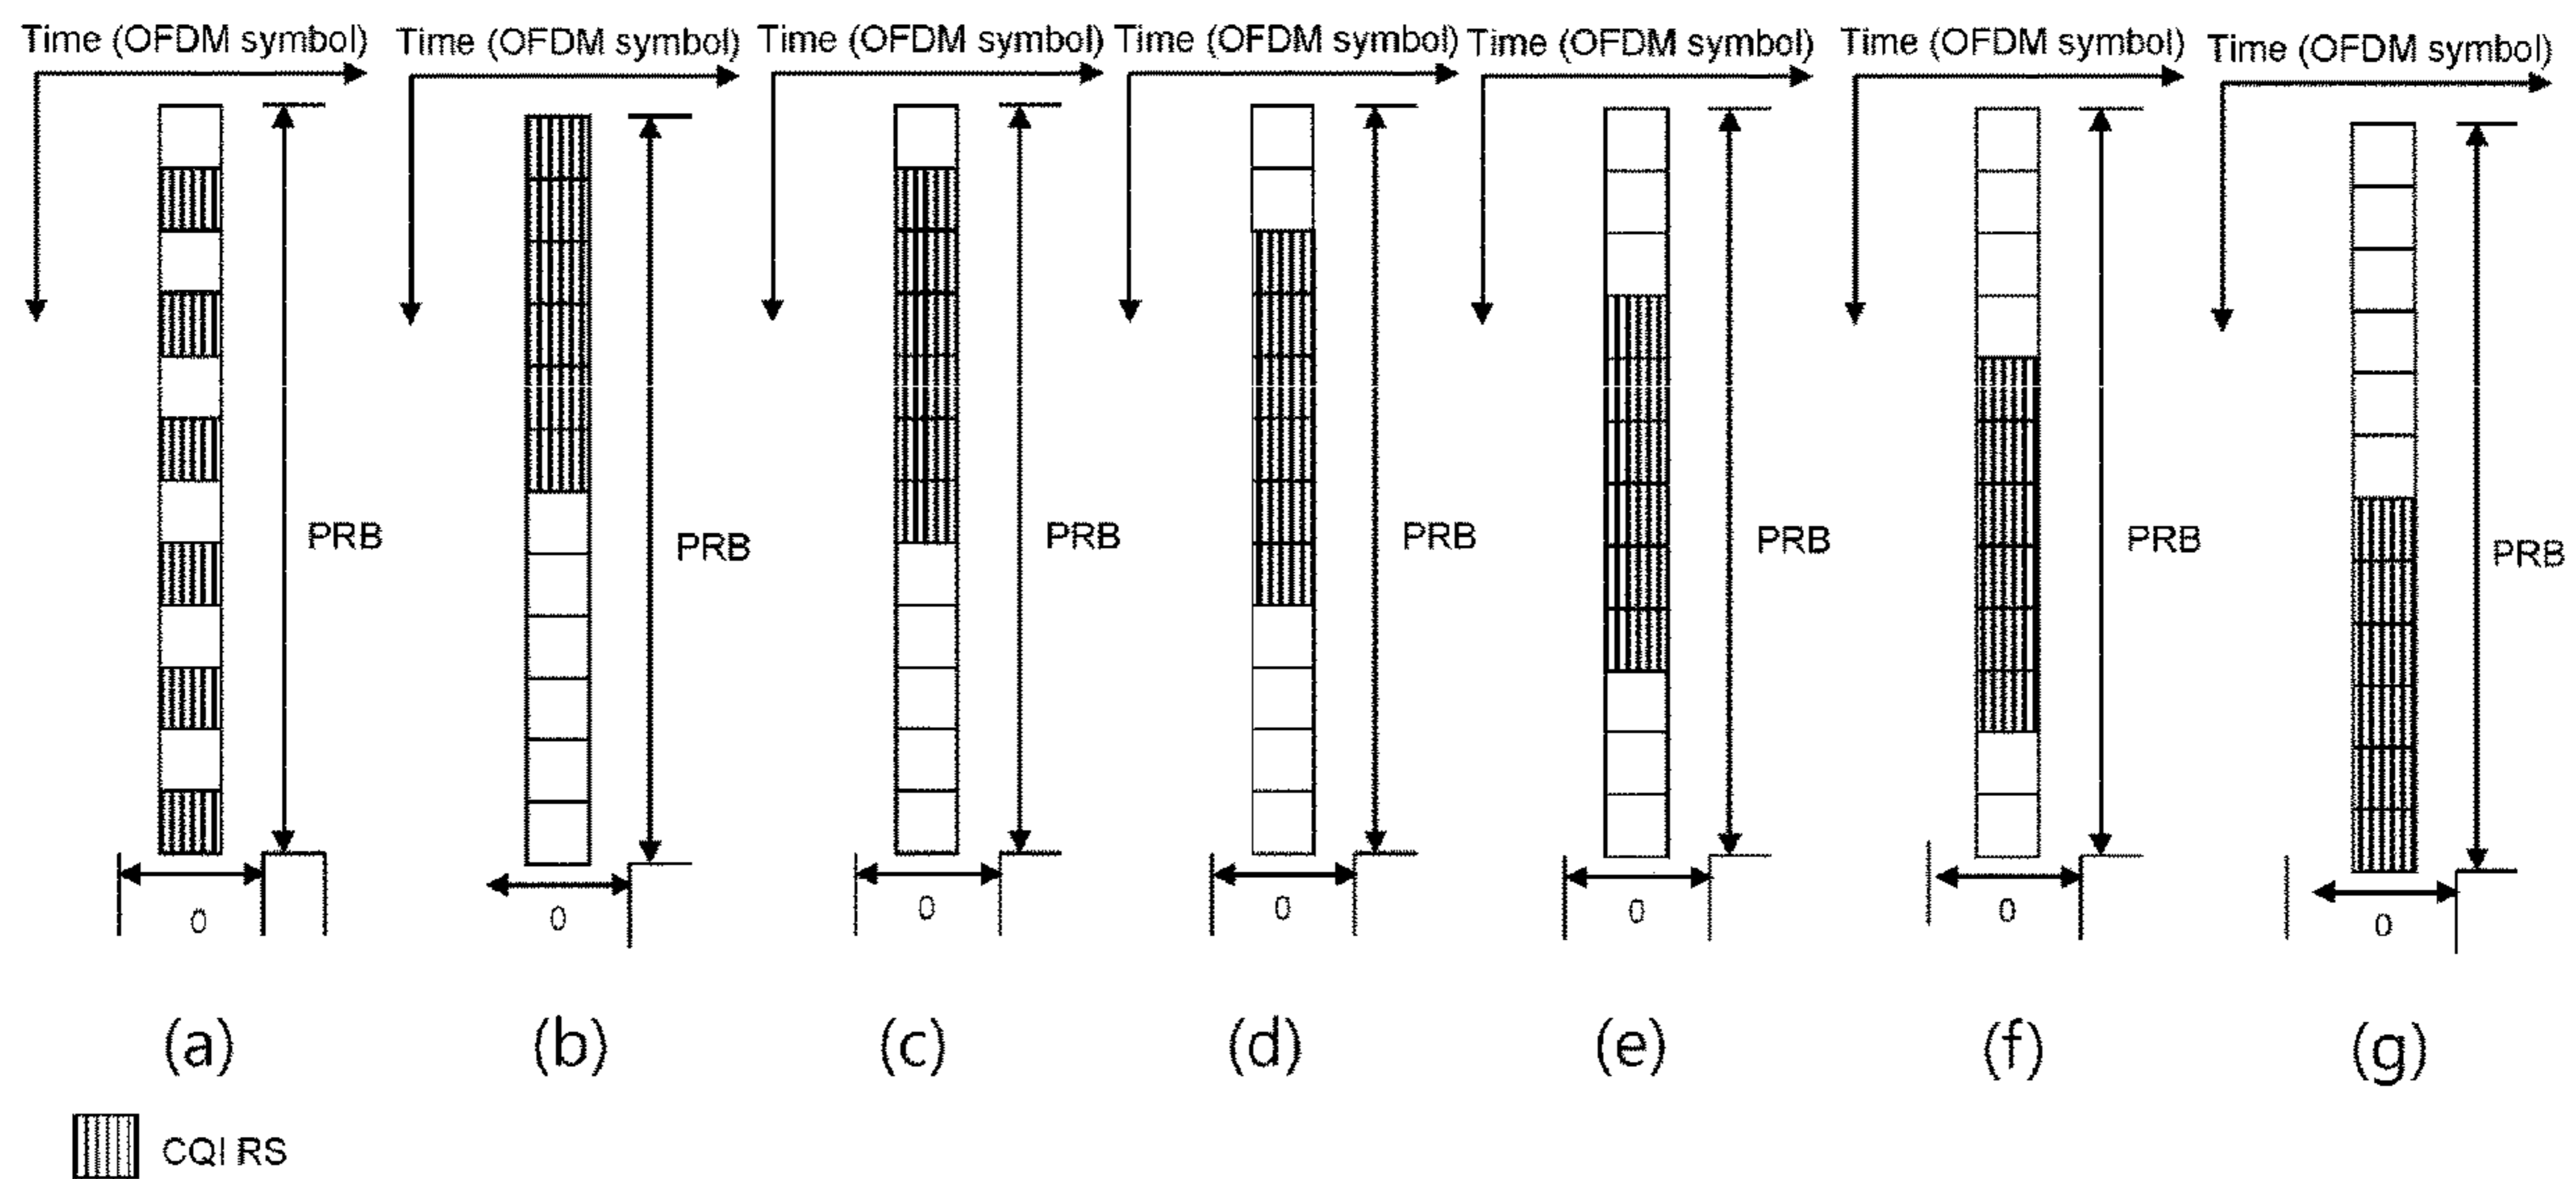 Time (OFDM symbol) Time (OFDM symbol) Time (OFDM symbol) Time (OFDM symbol) Time (OFDM symbol) Time (OFDM symbol) Time (OFDM symbol)
PRB PRB PRB PRB PRB PRB PRB
0 0 0 0 0 0 0
(a) (b) (c) (d) (e) (f) (g)
CQI RS